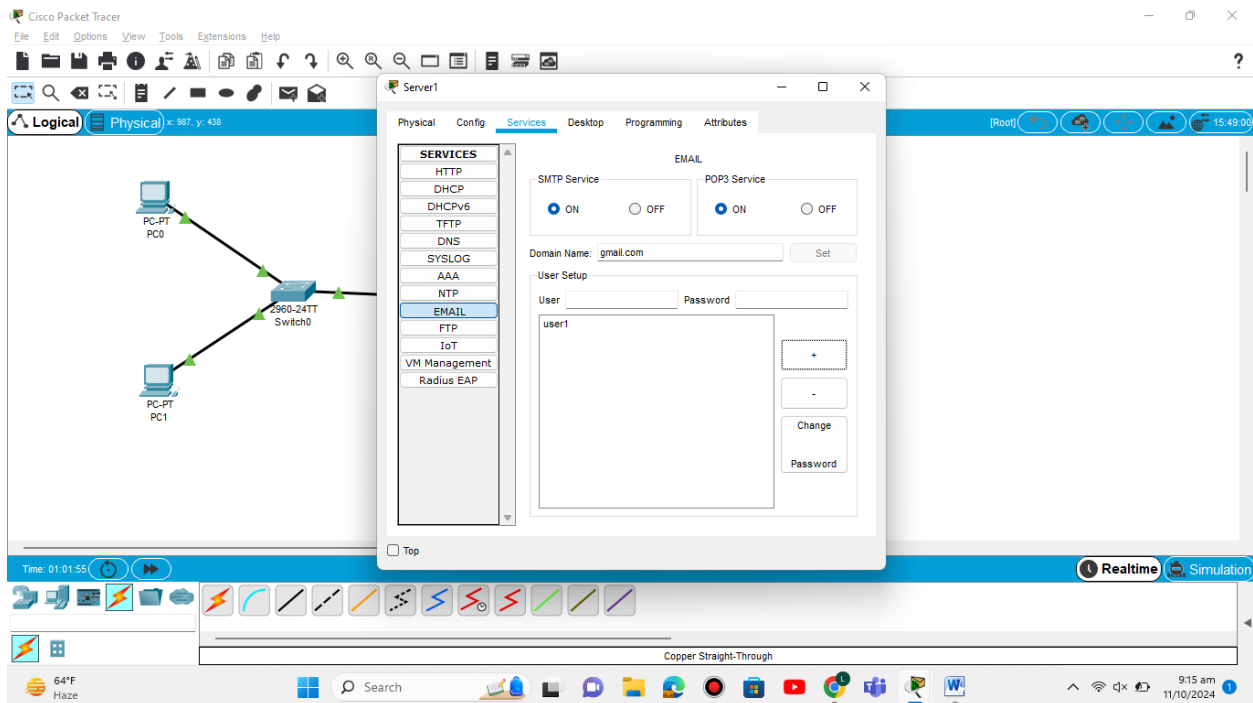 Cisco Packet Tracer
File Edit Options View Tools Extensions Help
?
Server1
Logical Physical x: 987, y: 438
[Root] 15:49:00
Physical Config Services Desktop Programming Attributes
SERVICES
HTTP
DHCP
DHCPv6
TFTP
DNS
SYSLOG
AAA
NTP
EMAIL
FTP
IoT
VM Management
Radius EAP
EMAIL
SMTP Service
ON OFF
POP3 Service
ON OFF
Domain Name: gmail.com Set
User Setup
User Password
user1
+
-
Change
Password
Top
PC-PT
PC0
2960-24TT
Switch0
PC-PT
PC1
Time: 01:01:55
Realtime Simulation
Copper Straight-Through
64°F
Haze
Search
9:15 am
11/10/2024
1